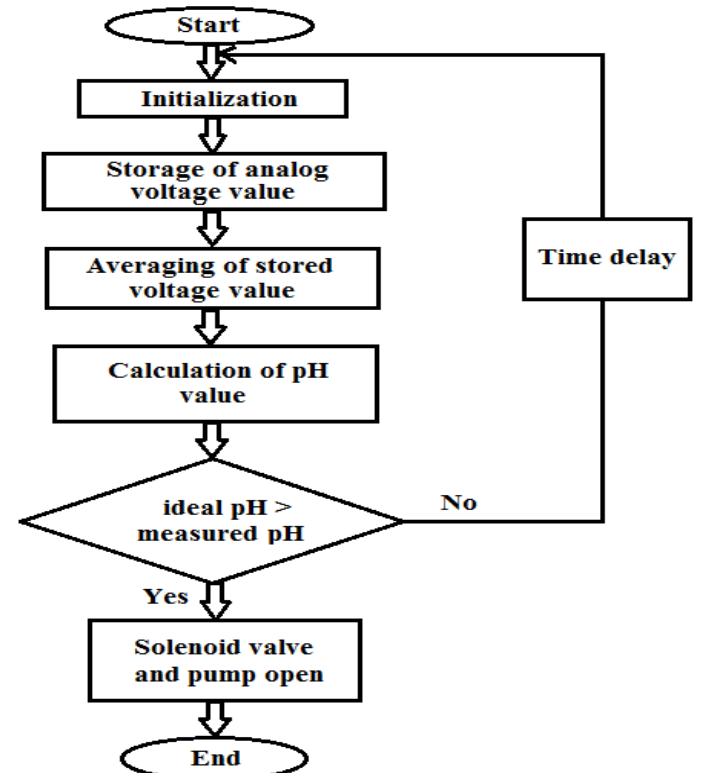 Start
Initialization
Storage of analog
voltage value
Averaging of stored
voltage value
Time delay
Calculation of pH
value
ideal pH >
measured pH
No
Yes
Solenoid valve
and pump open
End